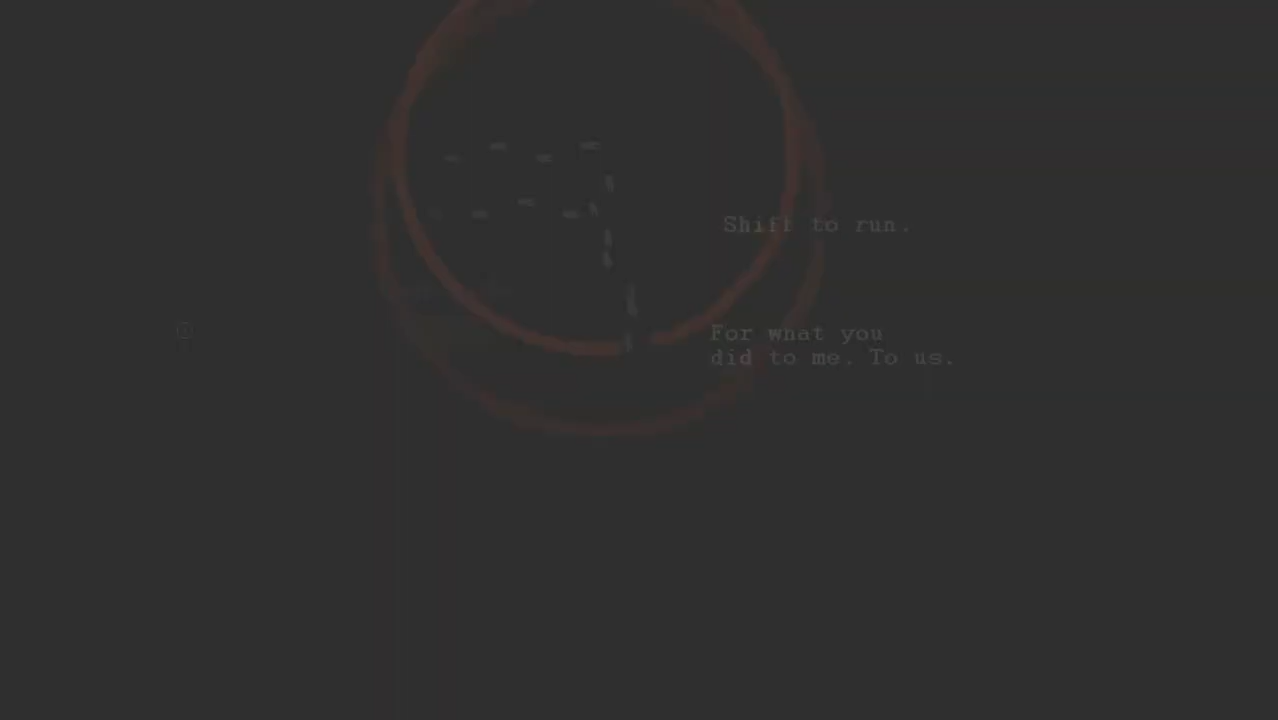 Shift to run.
For what you
did to me. To us.